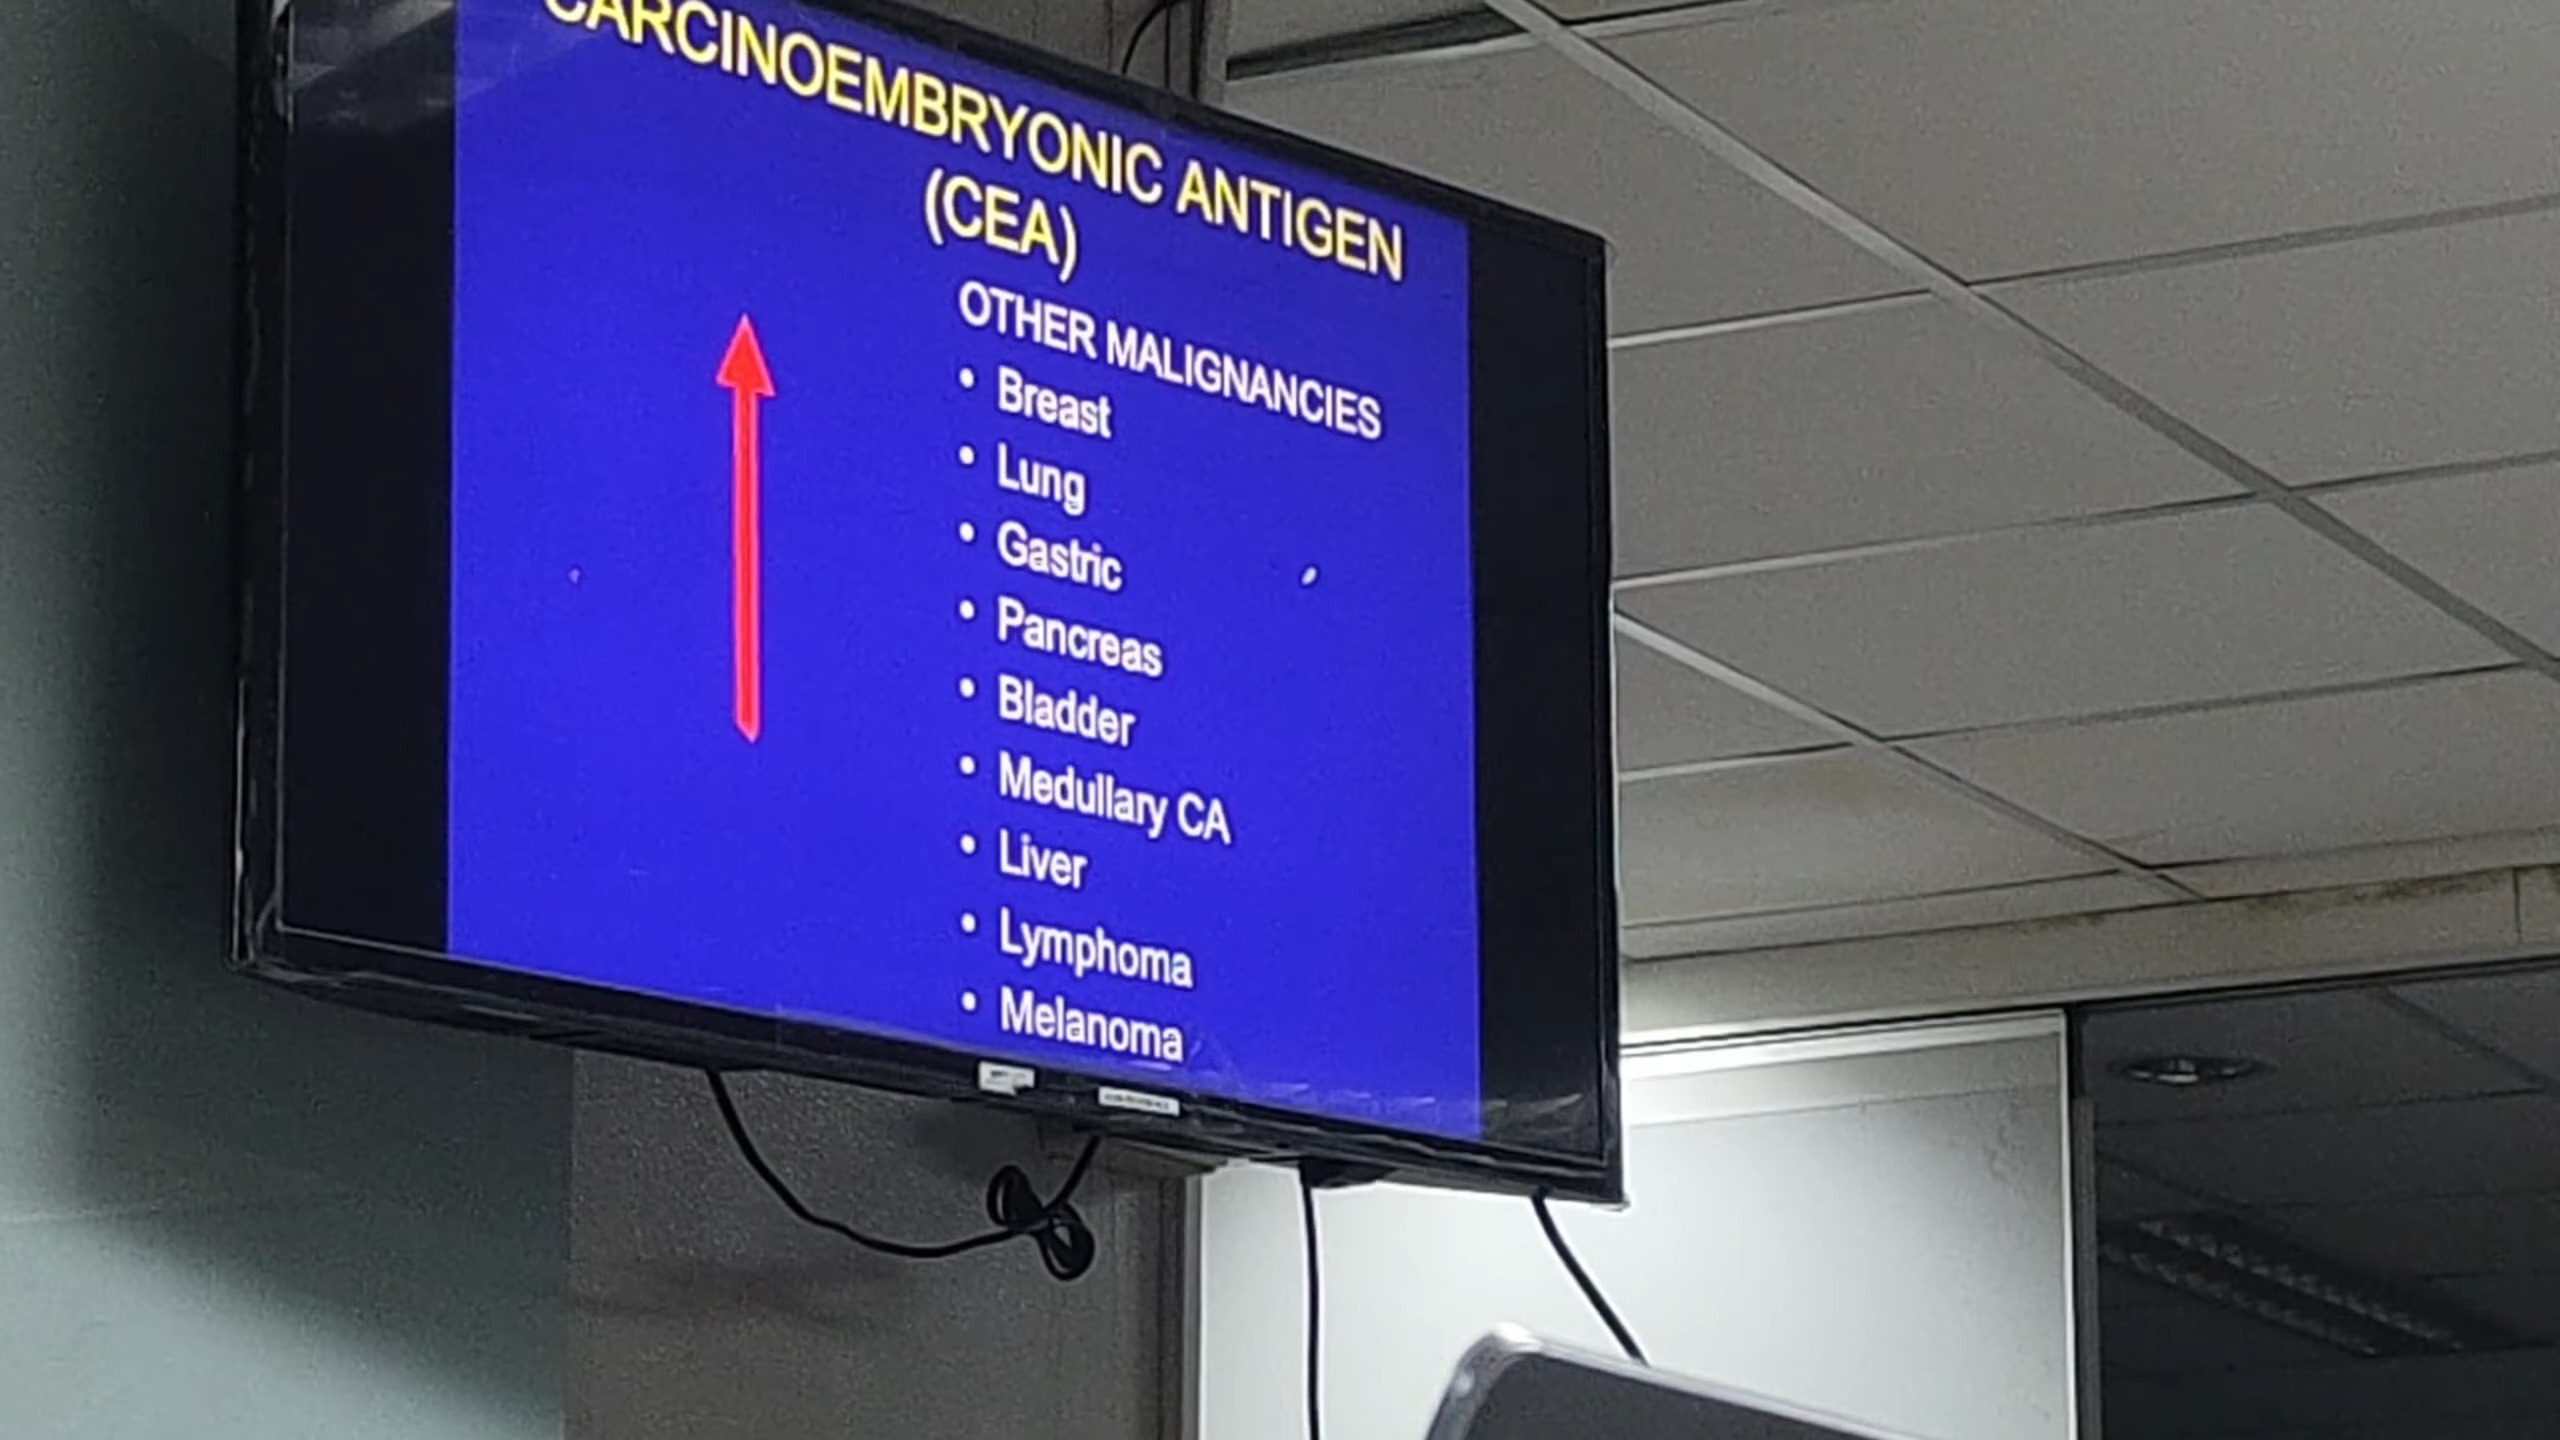 CARCINOEMBRYONIC ANTIGEN
(CEA)
OTHER MALIGNANCIES
• Breast
• Lung
• Gastric
• Pancreas
• Bladder
• Medullary CA
• Liver
• Lymphoma
• Melanoma